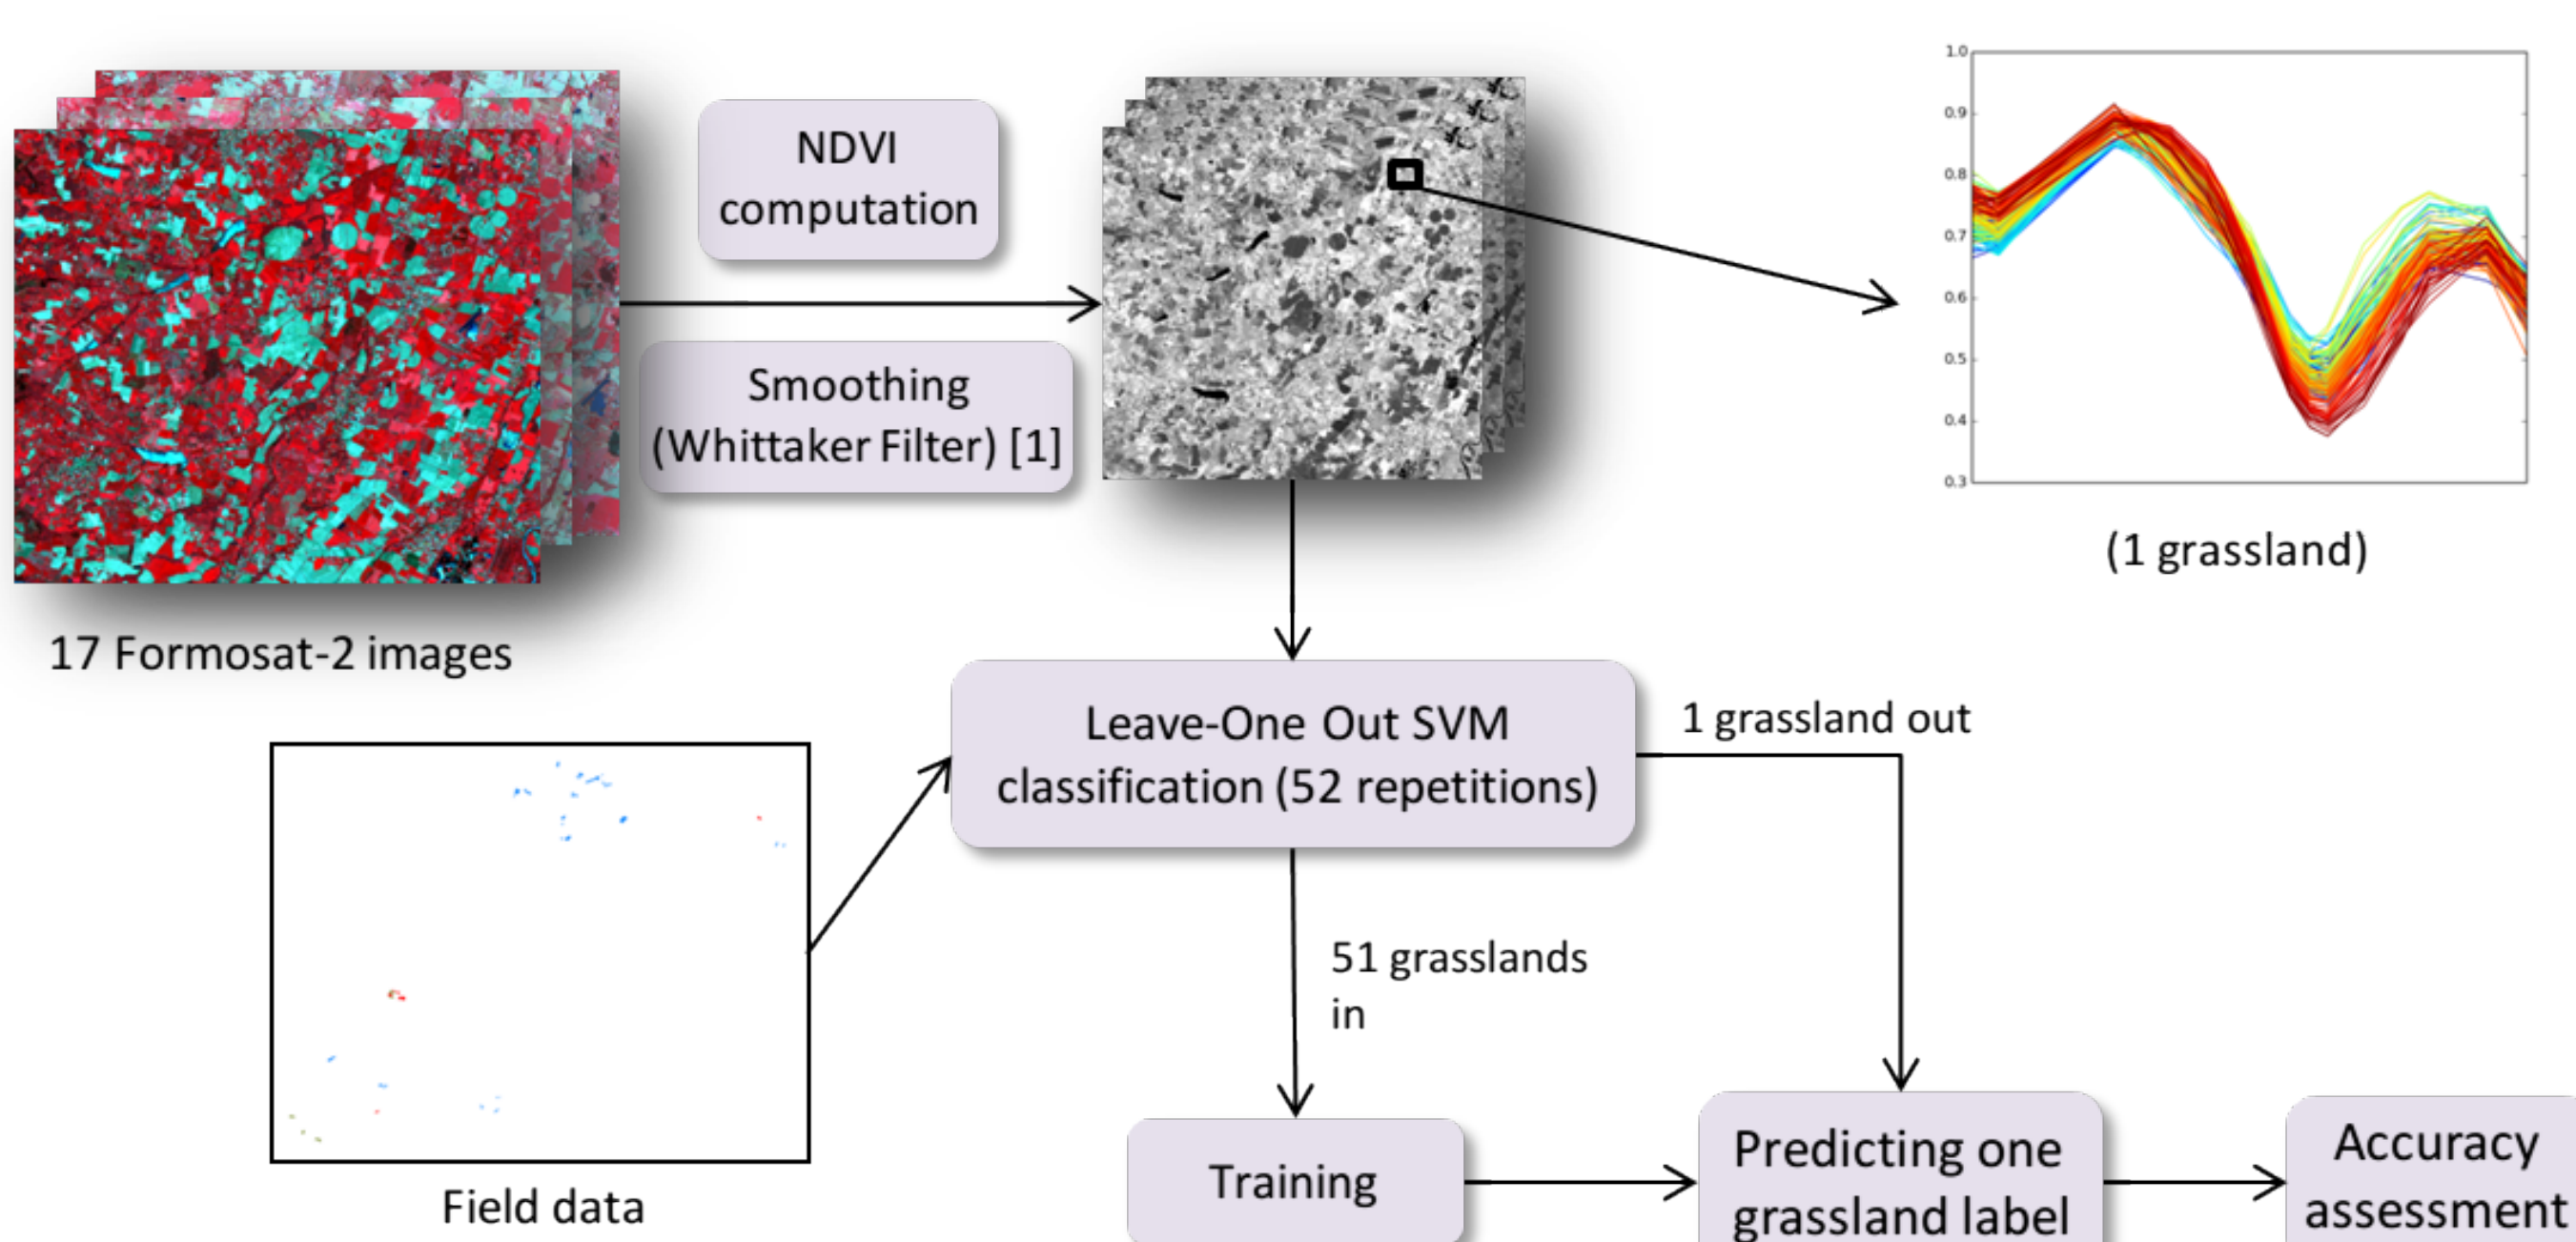 NDVI
computation
Smoothing
(Whittaker Filter) [1]
17 Formosat-2 images
1.0
0.9
0.8
0.7
0.6
0.5
0.4
0.3
(1 grassland)
Leave-One Out SVM
classification (52 repetitions)
1 grassland out
51 grasslands
in
Field data
Training
Predicting one
grassland label
Accuracy
assessment